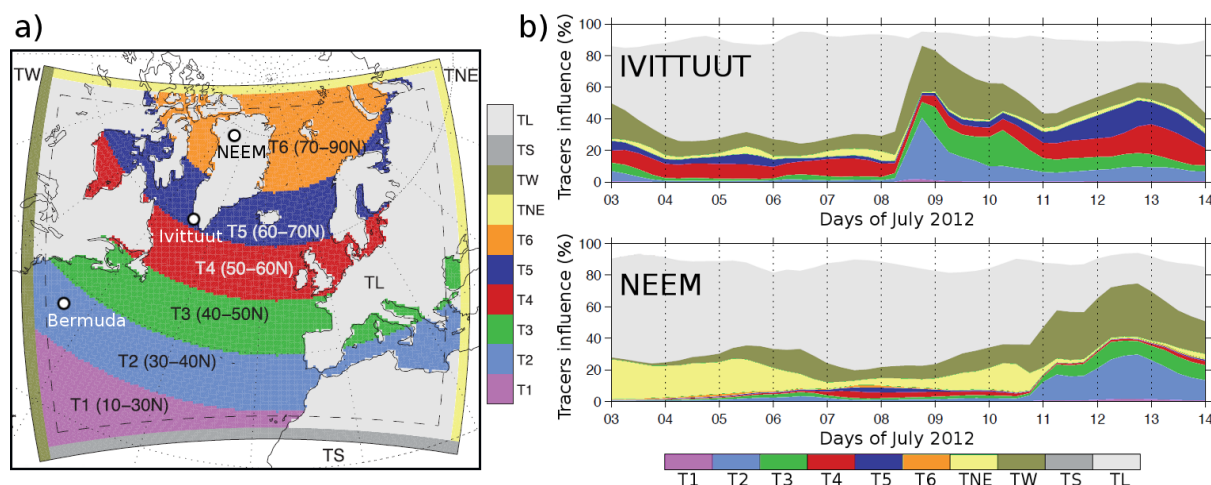 a)
TW
TNE
NEEM
T6 (70–90N)
Ivittuut
T5 (60–70N)
T4 (50–60N)
TL
T3 (40–50N)
Bermuda
T2 (30–40N)
T1 (10–30N)
TS
TL
TS
TW
TNE
T6
T5
T4
T3
T2
T1
b)
IVITTUUT
Tracers influence (%)
100
80
60
40
20
0
03 04 05 06 07 08 09 10 11 12 13 14
Days of July 2012
NEEM
Tracers influence (%)
100
80
60
40
20
0
03 04 05 06 07 08 09 10 11 12 13 14
Days of July 2012
T1 T2 T3 T4 T5 T6 TNE TW TS TL